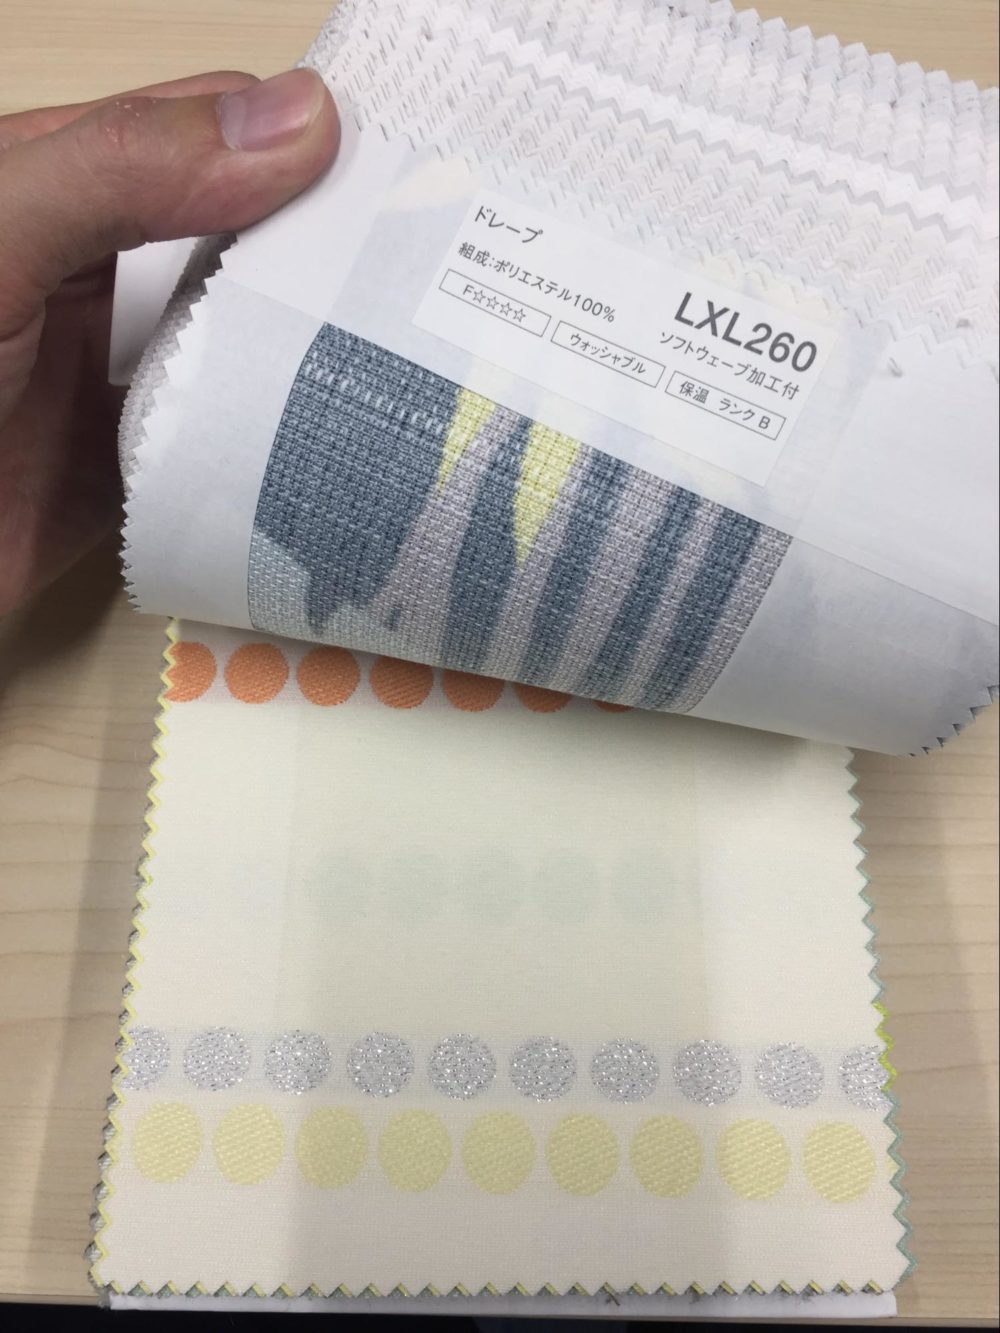 ドレープ
組成:ポリエステル100%
LXL260
ソフトウェーブ加工付
F☆☆☆☆
ウォッシャブル
保温 ランク B